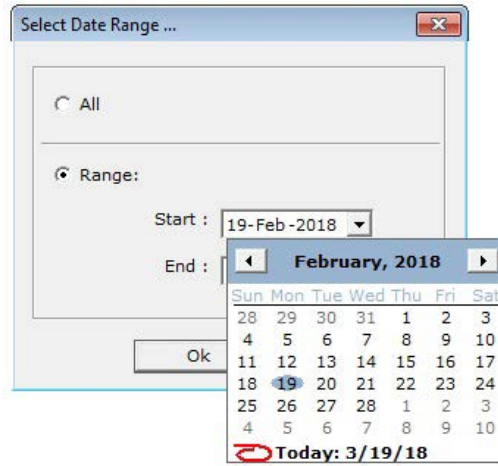 Select Date Range ...
All
Range:
Start : 19-Feb-2018
End :
February, 2018
Sun Mon Tue Wed Thu Fri Sat
28 29 30 31 1 2 3
4 5 6 7 8 9 10
11 12 13 14 15 16 17
18 19 20 21 22 23 24
25 26 27 28 1 2 3
4 5 6 7 8 9 10
Today: 3/19/18
Ok